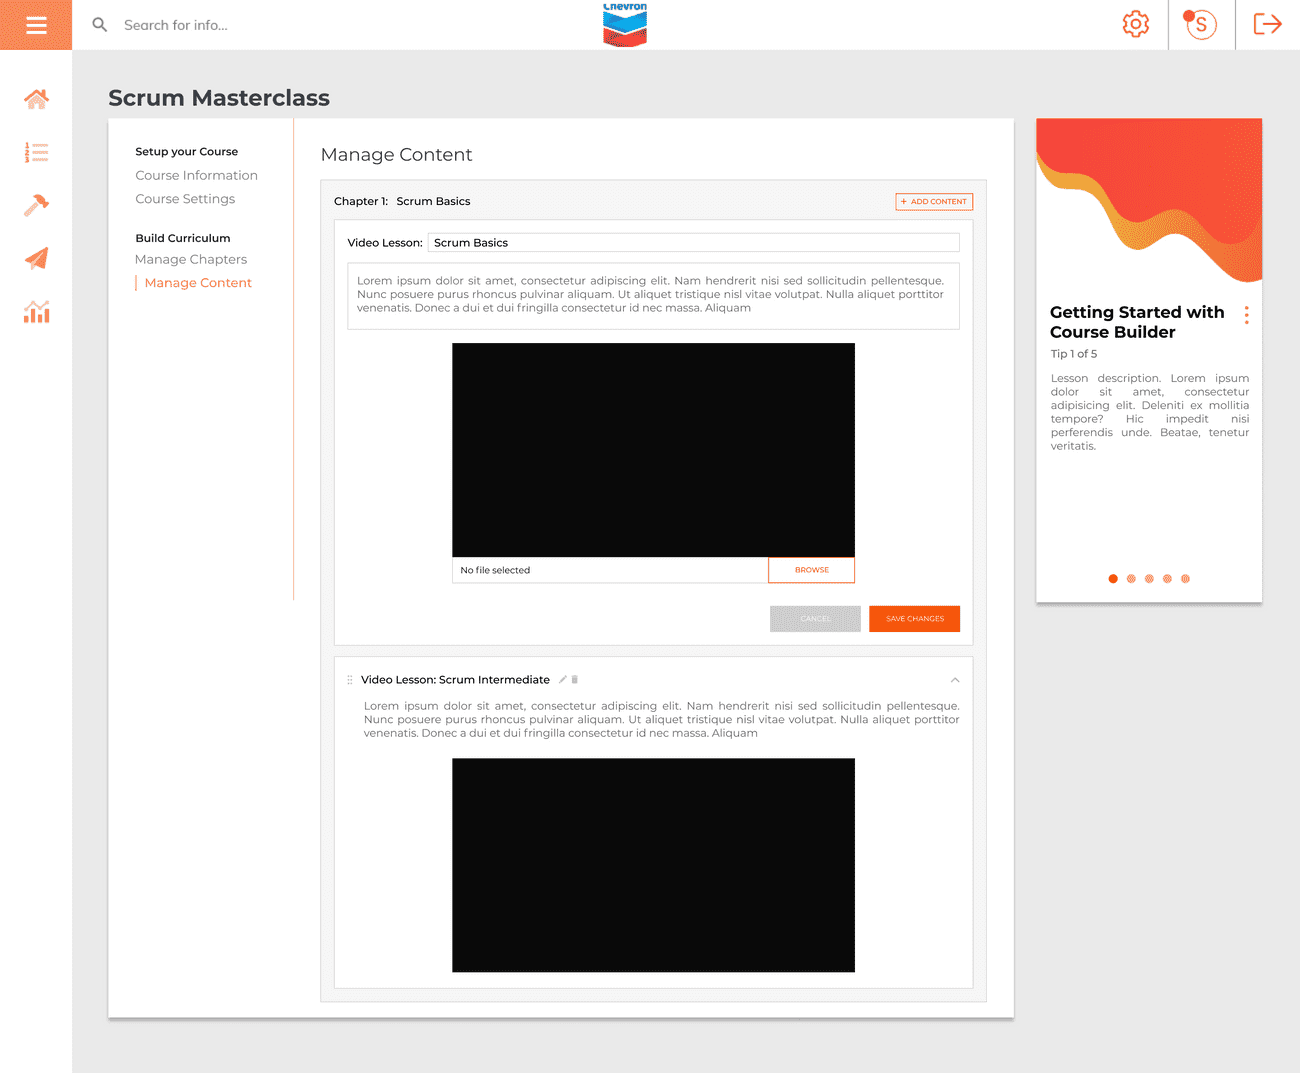 Search for info...
Chevron
S
Scrum Masterclass
Setup your Course
Course Information
Course Settings
Build Curriculum
Manage Chapters
Manage Content
Manage Content
Chapter 1: Scrum Basics
+ ADD CONTENT
Video Lesson: Scrum Basics
Lorem ipsum dolor sit amet, consectetur adipiscing elit. Nam hendrerit nisi sed sollicitudin pellentesque.
Nunc posuere purus rhoncus pulvinar aliquam. Ut aliquet tristique nisl vitae volutpat. Nulla aliquet porttitor
venenatis. Donec a dui et dui fringilla consectetur id nec massa. Aliquam
No file selected
BROWSE
CANCEL
SAVE CHANGES
Video Lesson: Scrum Intermediate
Lorem ipsum dolor sit amet, consectetur adipiscing elit. Nam hendrerit nisi sed sollicitudin pellentesque.
Nunc posuere purus rhoncus pulvinar aliquam. Ut aliquet tristique nisl vitae volutpat. Nulla aliquet porttitor
venenatis. Donec a dui et dui fringilla consectetur id nec massa. Aliquam
Getting Started with
Course Builder
Tip 1 of 5
Lesson description. Lorem ipsum
dolor sit amet, consectetur
adipisicing elit. Deleniti ex mollitia
tempore? Hic impedit nisi
perferendis unde. Beatae, tenetur
veritatis.